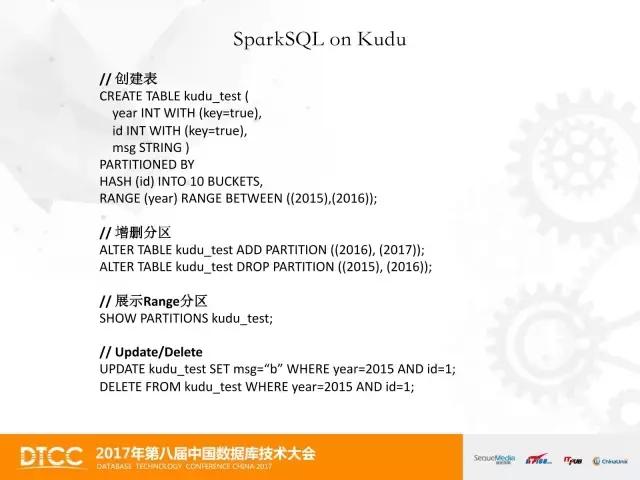 SparkSQL on Kudu
// 创建表
CREATE TABLE kudu_test (
year INT WITH (key=true),
id INT WITH (key=true),
msg STRING )
PARTITIONED BY
HASH (id) INTO 10 BUCKETS,
RANGE (year) RANGE BETWEEN ((2015),(2016));
// 增删分区
ALTER TABLE kudu_test ADD PARTITION ((2016), (2017));
ALTER TABLE kudu_test DROP PARTITION ((2015), (2016));
// 展示Range分区
SHOW PARTITIONS kudu_test;
// Update/Delete
UPDATE kudu_test SET msg=“b” WHERE year=2015 AND id=1;
DELETE FROM kudu_test WHERE year=2015 AND id=1;
DTCC
2017年第八届中国数据库技术大会
DATABASE TECHNOLOGY CONFERENCE CHINA 2017
SequeMedia
ITPUB
ChinaUnix